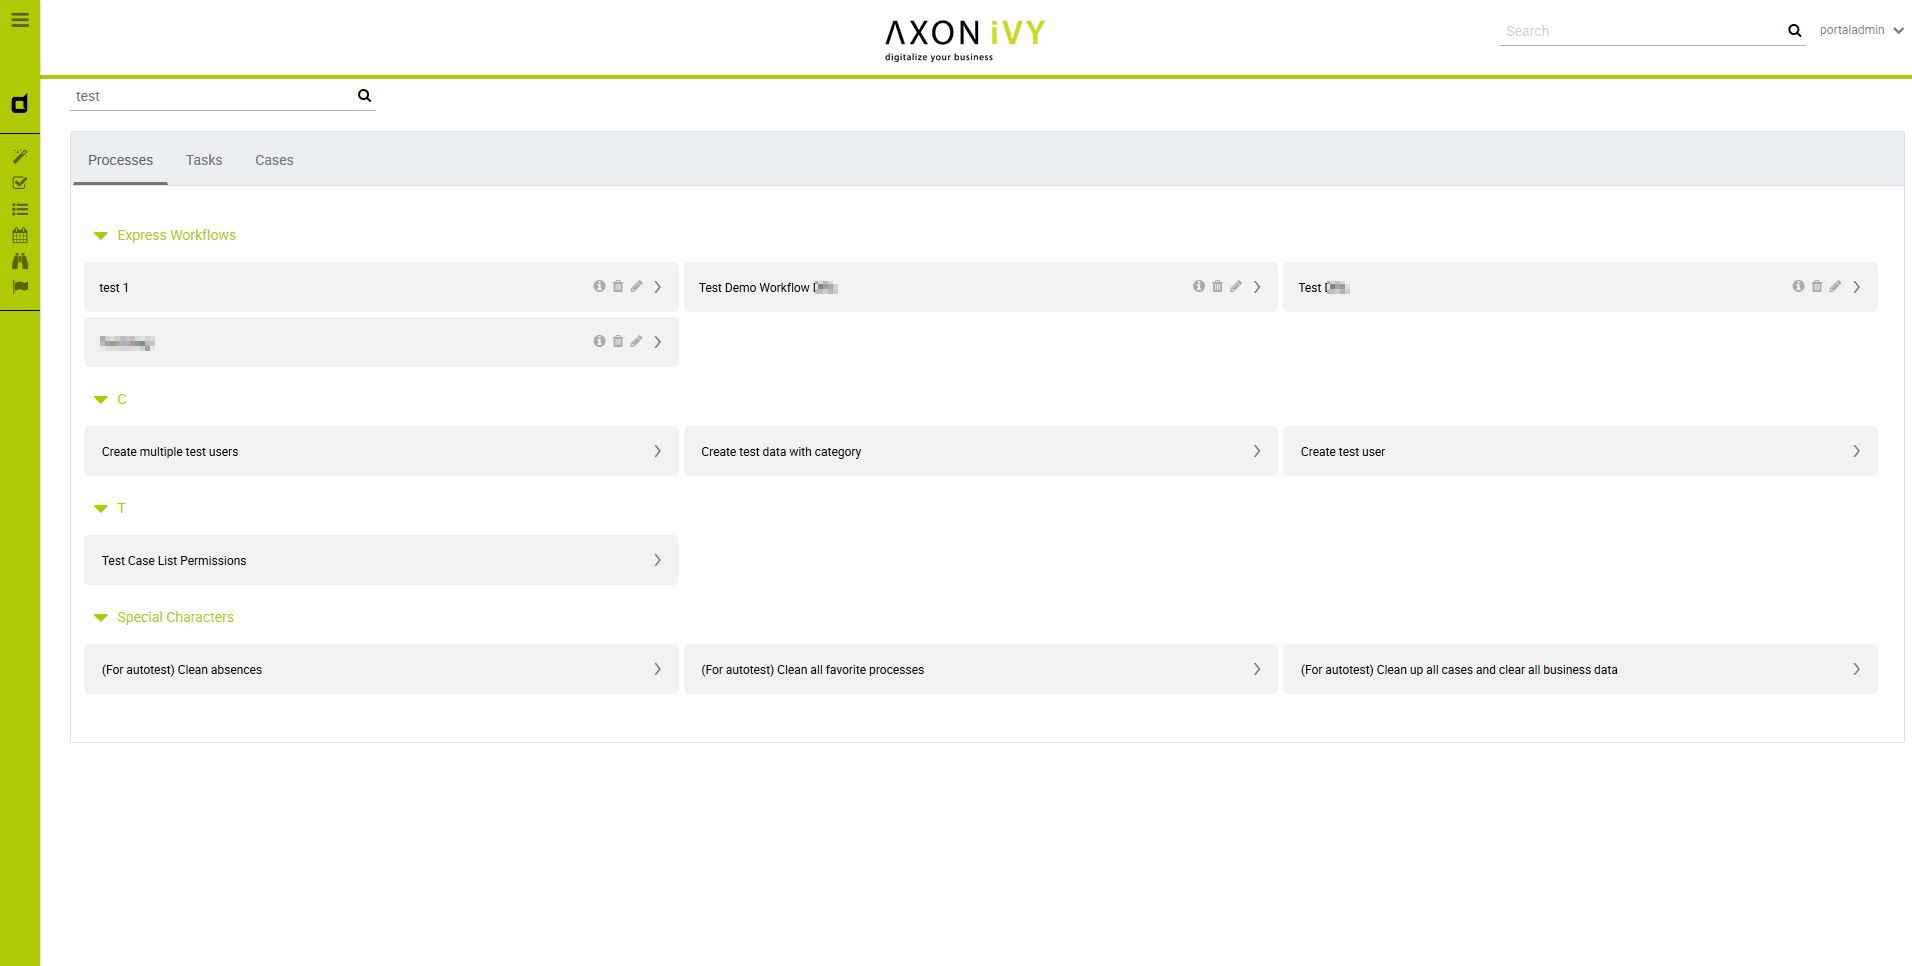 AXON iVY
digitalize your business
Search
portaladmin
test
Processes Tasks Cases
Express Workflows
test 1
Test Demo Workflow
Test
C
Create multiple test users
Create test data with category
Create test user
T
Test Case List Permissions
Special Characters
(For autotest) Clean absences
(For autotest) Clean all favorite processes
(For autotest) Clean up all cases and clear all business data